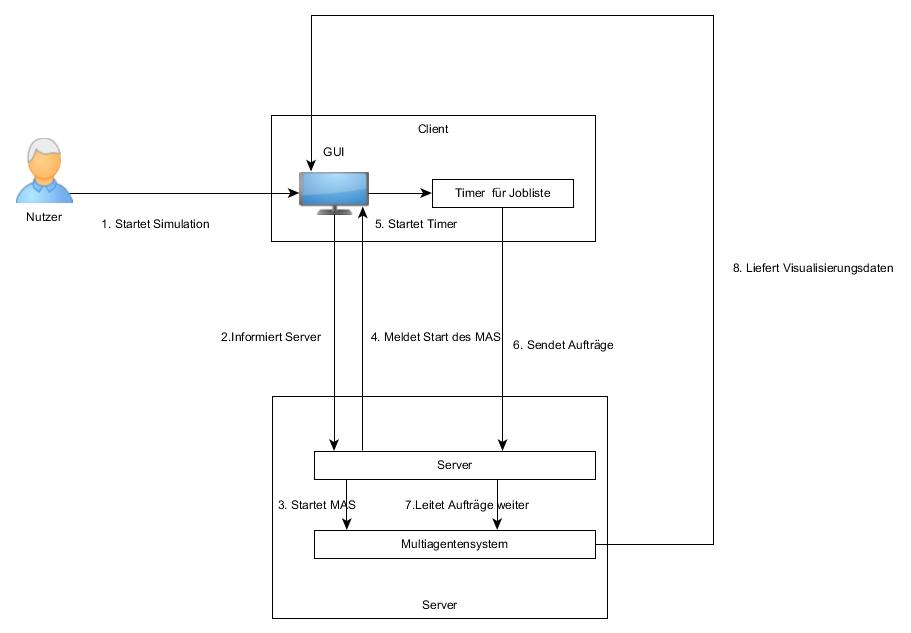 Client
GUI
Timer für Jobliste
Nutzer
1. Startet Simulation
5. Startet Timer
8. Liefert Visualisierungsdaten
2.Informiert Server
4. Meldet Start des MAS
6. Sendet Aufträge
Server
3. Startet MAS
7.Leitet Aufträge weiter
Multiagentensystem
Server